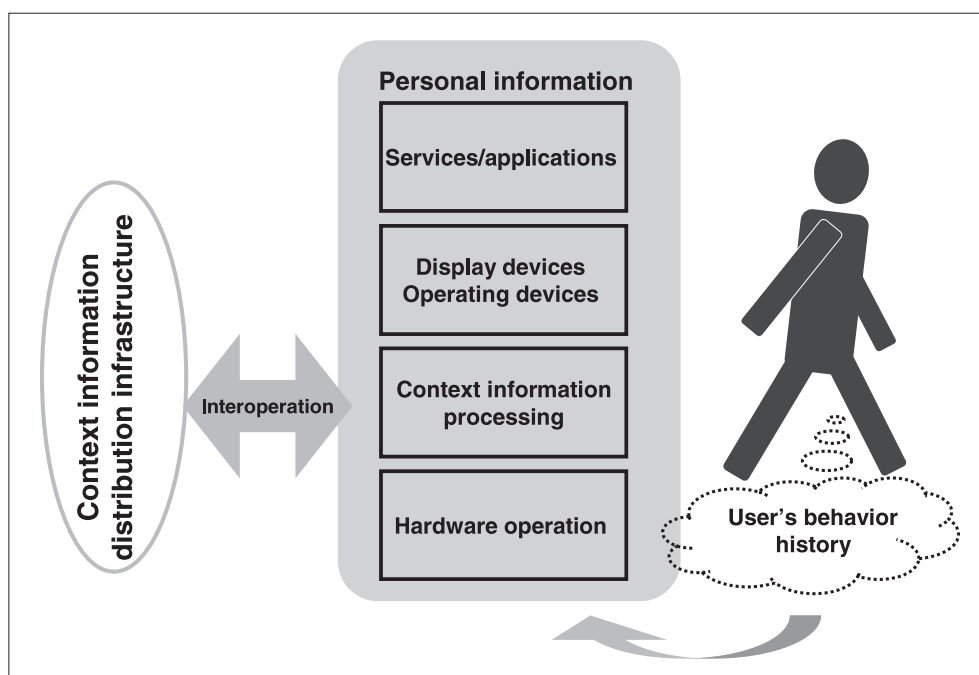 Personal information
Services/applications
Display devices
Operating devices
Context information
processing
Hardware operation
Context information
distribution infrastructure
Interoperation
User's behavior
history